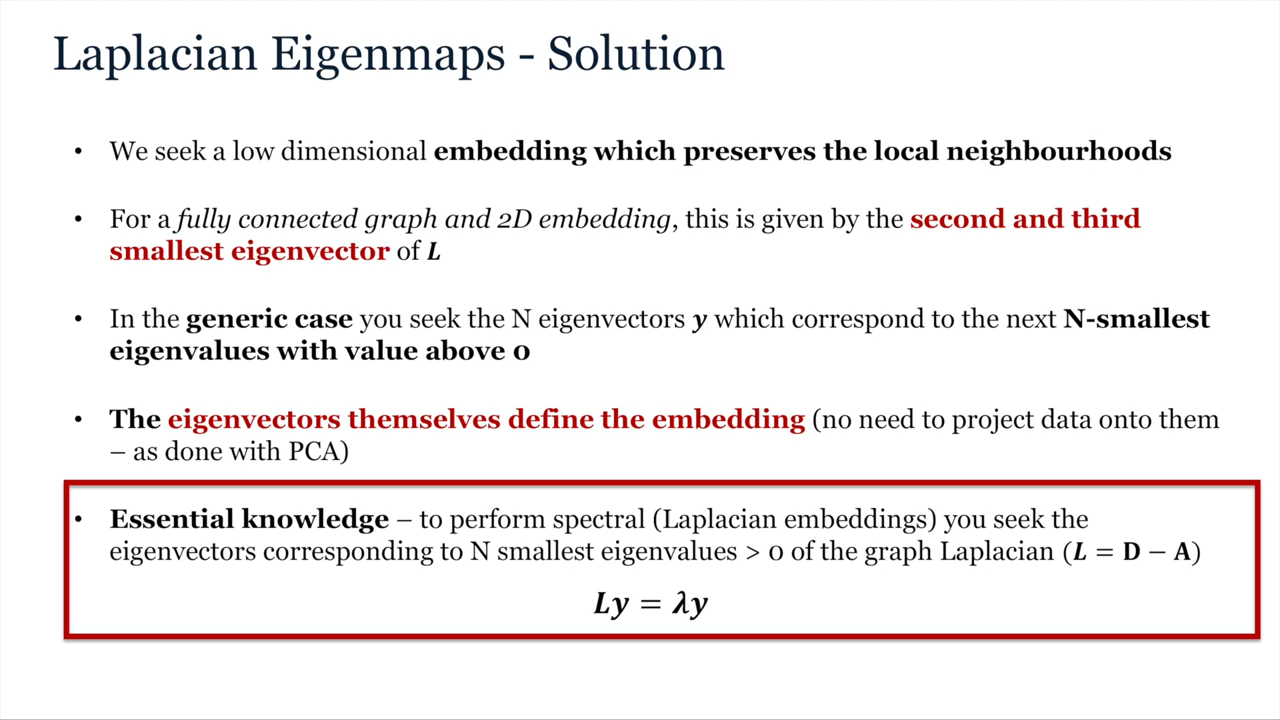 Laplacian Eigenmaps - Solution
• We seek a low dimensional embedding which preserves the local neighbourhoods
• For a fully connected graph and 2D embedding, this is given by the second and third
smallest eigenvector of L
• In the generic case you seek the N eigenvectors y which correspond to the next N-smallest
eigenvalues with value above 0
• The eigenvectors themselves define the embedding (no need to project data onto them
– as done with PCA)
• Essential knowledge – to perform spectral (Laplacian embeddings) you seek the
eigenvectors corresponding to N smallest eigenvalues > 0 of the graph Laplacian (L = D − A)
Ly = λy